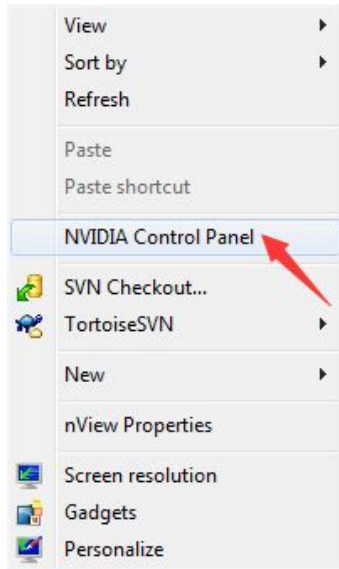 View
Sort by
Refresh
Paste
Paste shortcut
NVIDIA Control Panel
SVN Checkout...
TortoiseSVN
New
nView Properties
Screen resolution
Gadgets
Personalize